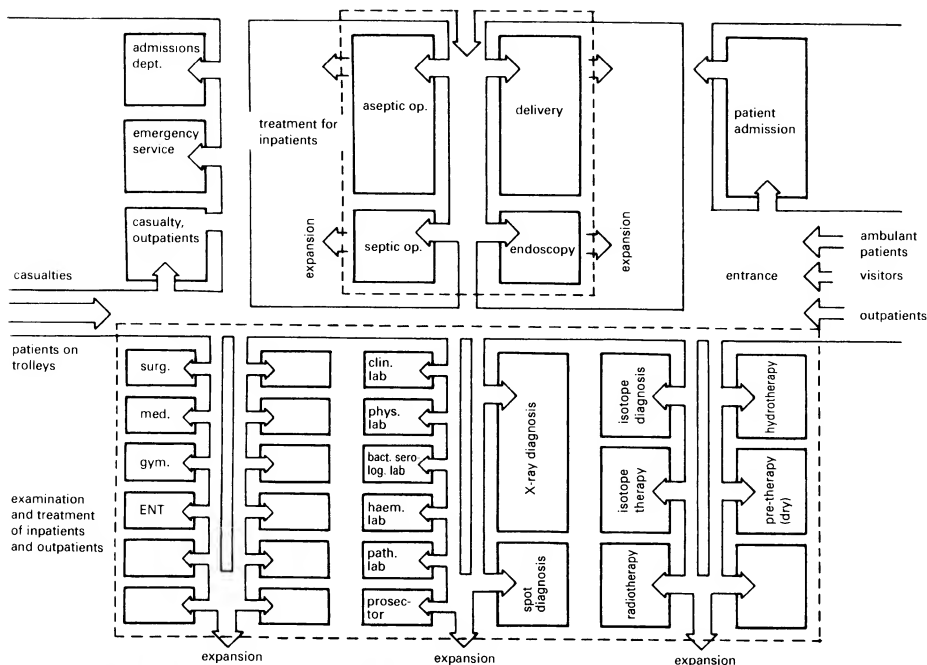 admissions
dept.
emergency
service
casualty,
outpatients
casualties
patients on
trolleys
treatment for
inpatients
aseptic op.
delivery
septic op.
endoscopy
expansion
expansion
patient
admission
entrance
ambulant
patients
visitors
outpatients
examination
and treatment
of inpatients
and outpatients
surg.
med.
gym.
ENT
clin.
lab
phys.
lab
bact. sero
log. lab
haem.
lab
path.
lab
prosec-
tor
X-ray diagnosis
spot
diagnosis
isotope
diagnosis
isotope
therapy
radiotherapy
hydrotherapy
pre-therapy
(dry)
expansion
expansion
expansion